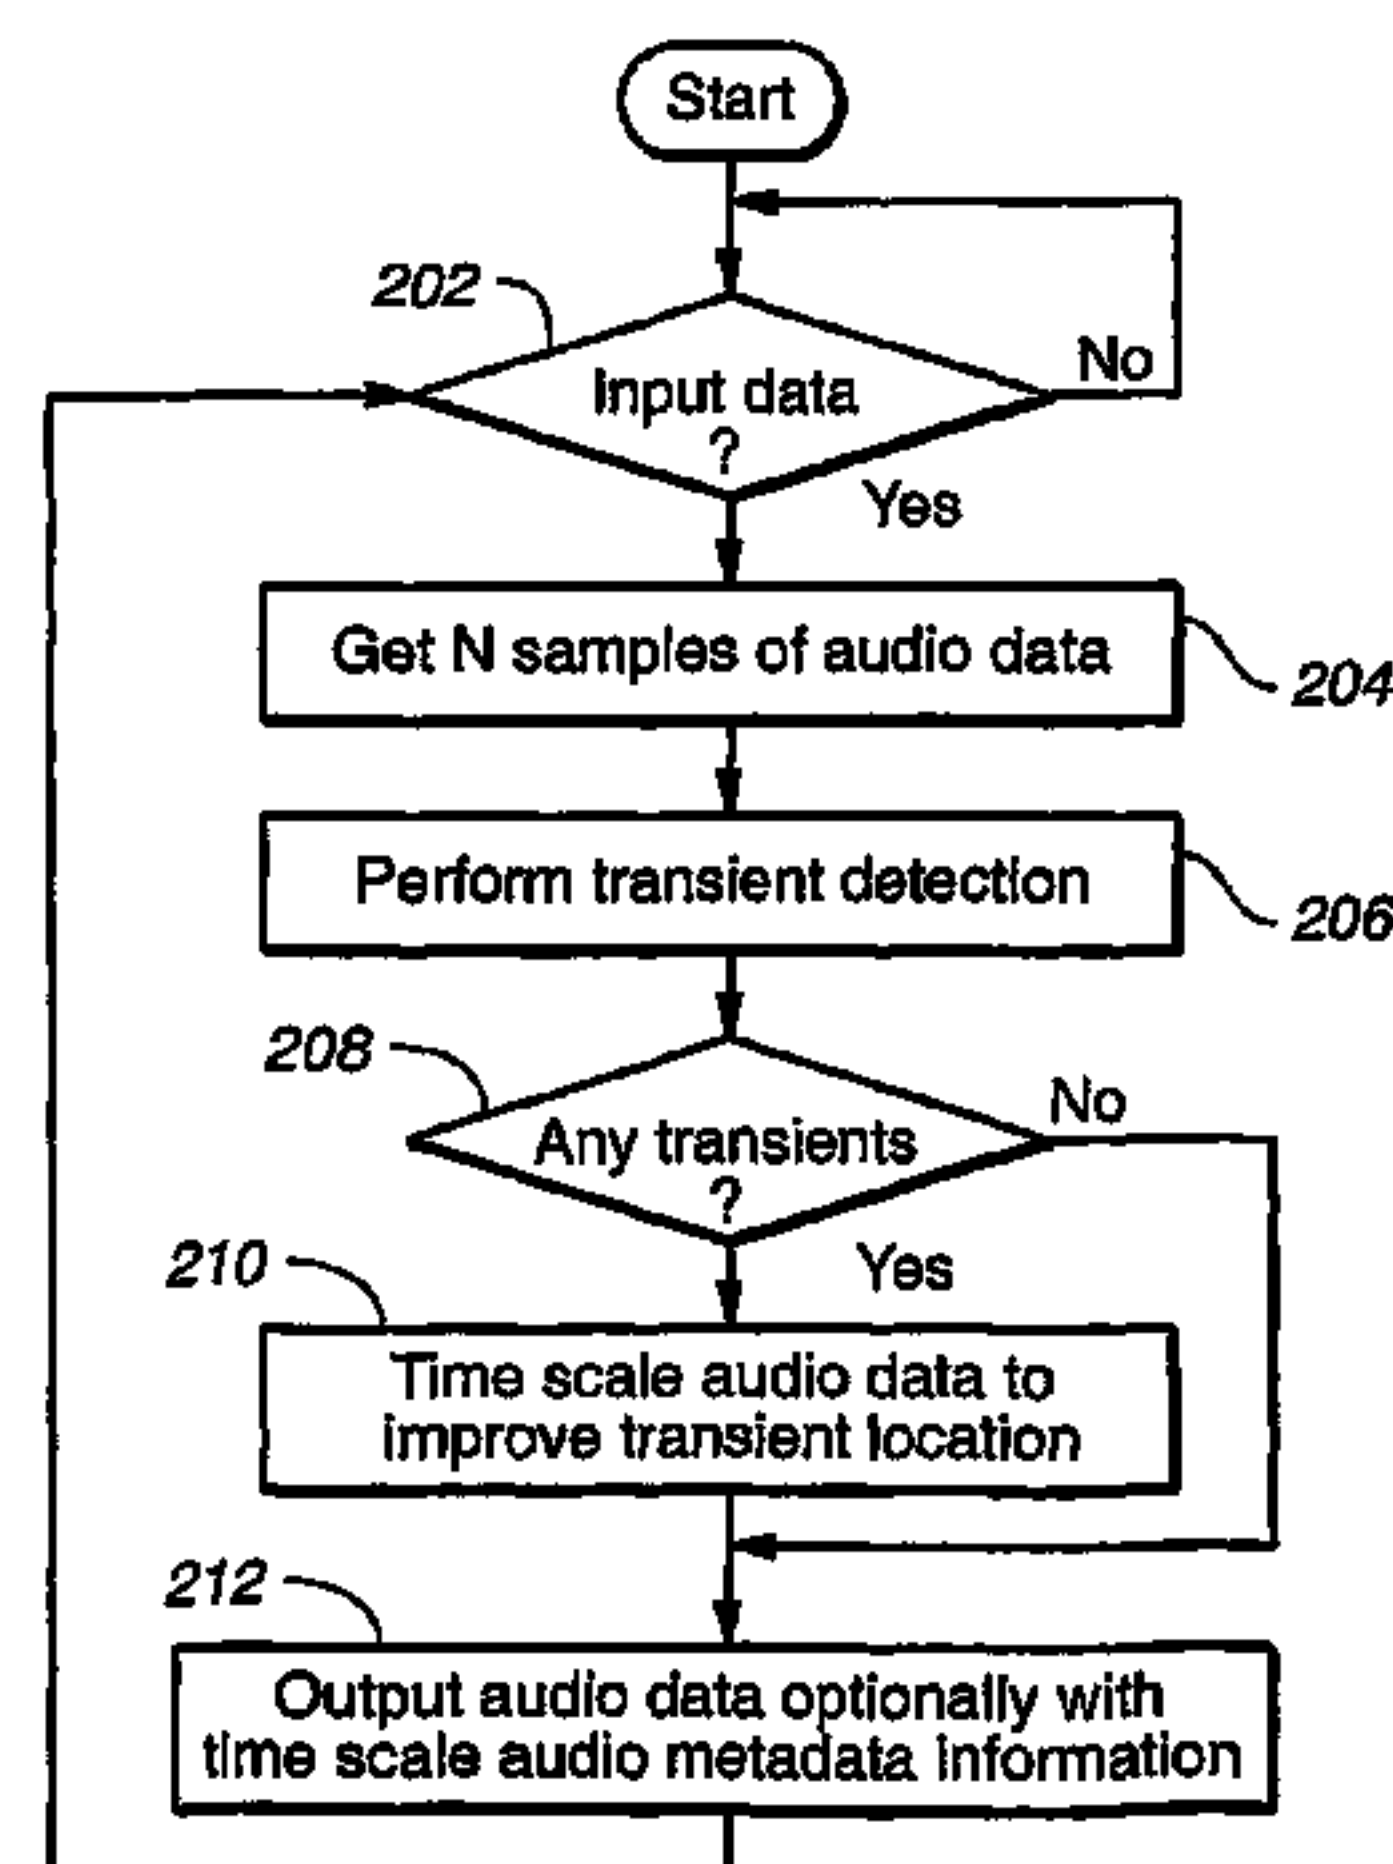 Start
202
Input data
?
No
Yes
Get N samples of audio data
204
Perform transient detection
206
208
Any transients
?
No
Yes
210
Time scale audio data to
improve transient location
212
Output audio data optionally with
time scale audio metadata information